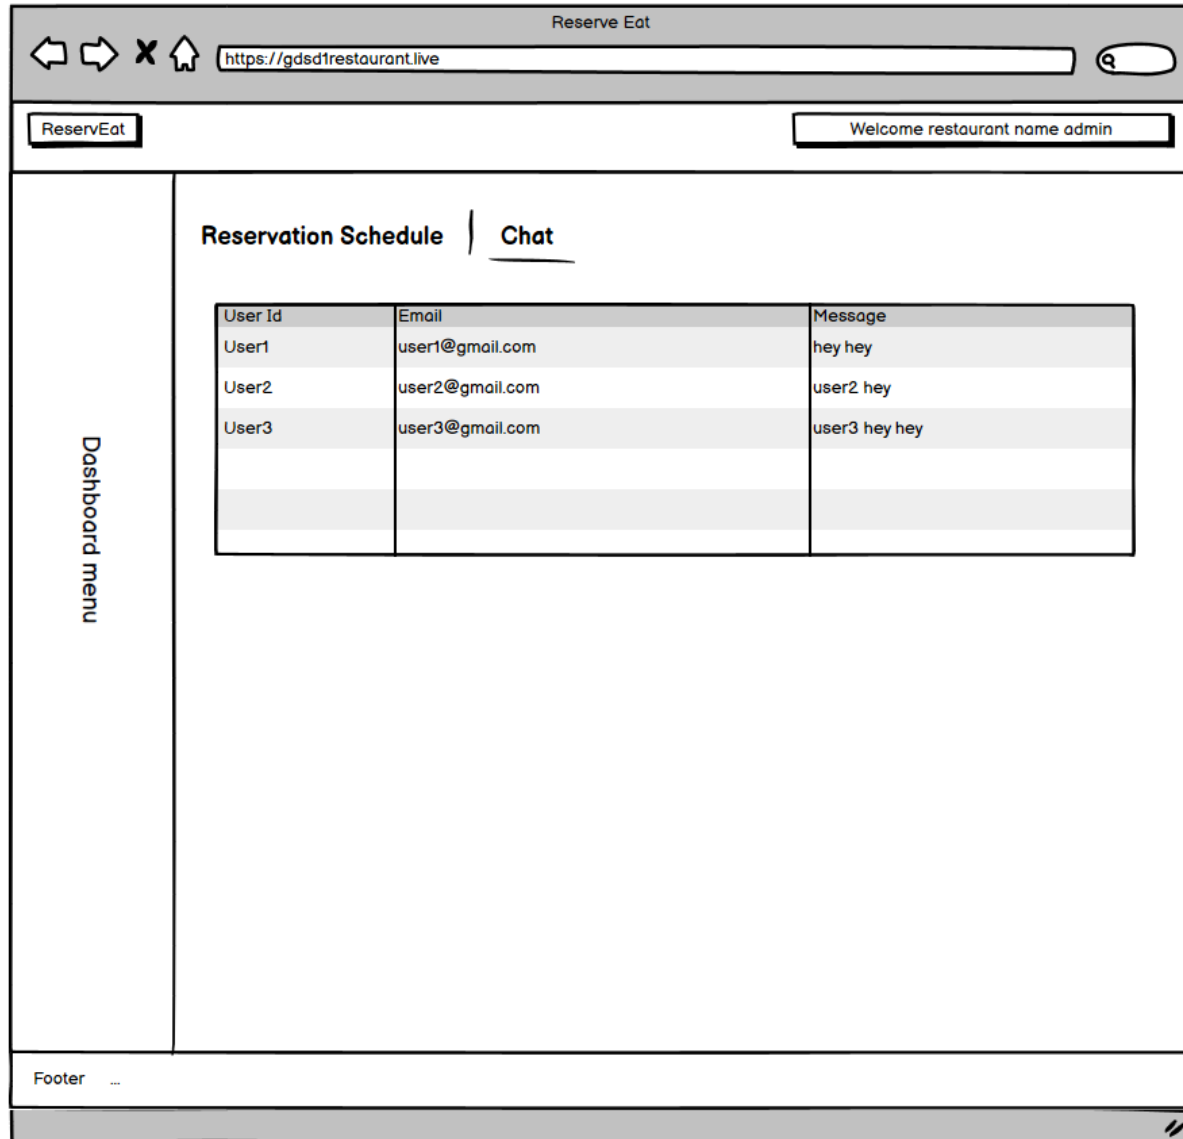 Reserve Eat
https://gdsd1restaurant.live
ReservEat
Welcome restaurant name admin
Reservation Schedule
Chat
User Id Email Message
User1 user1@gmail.com hey hey
User2 user2@gmail.com user2 hey
User3 user3@gmail.com user3 hey hey
Dashboard menu
Footer ...